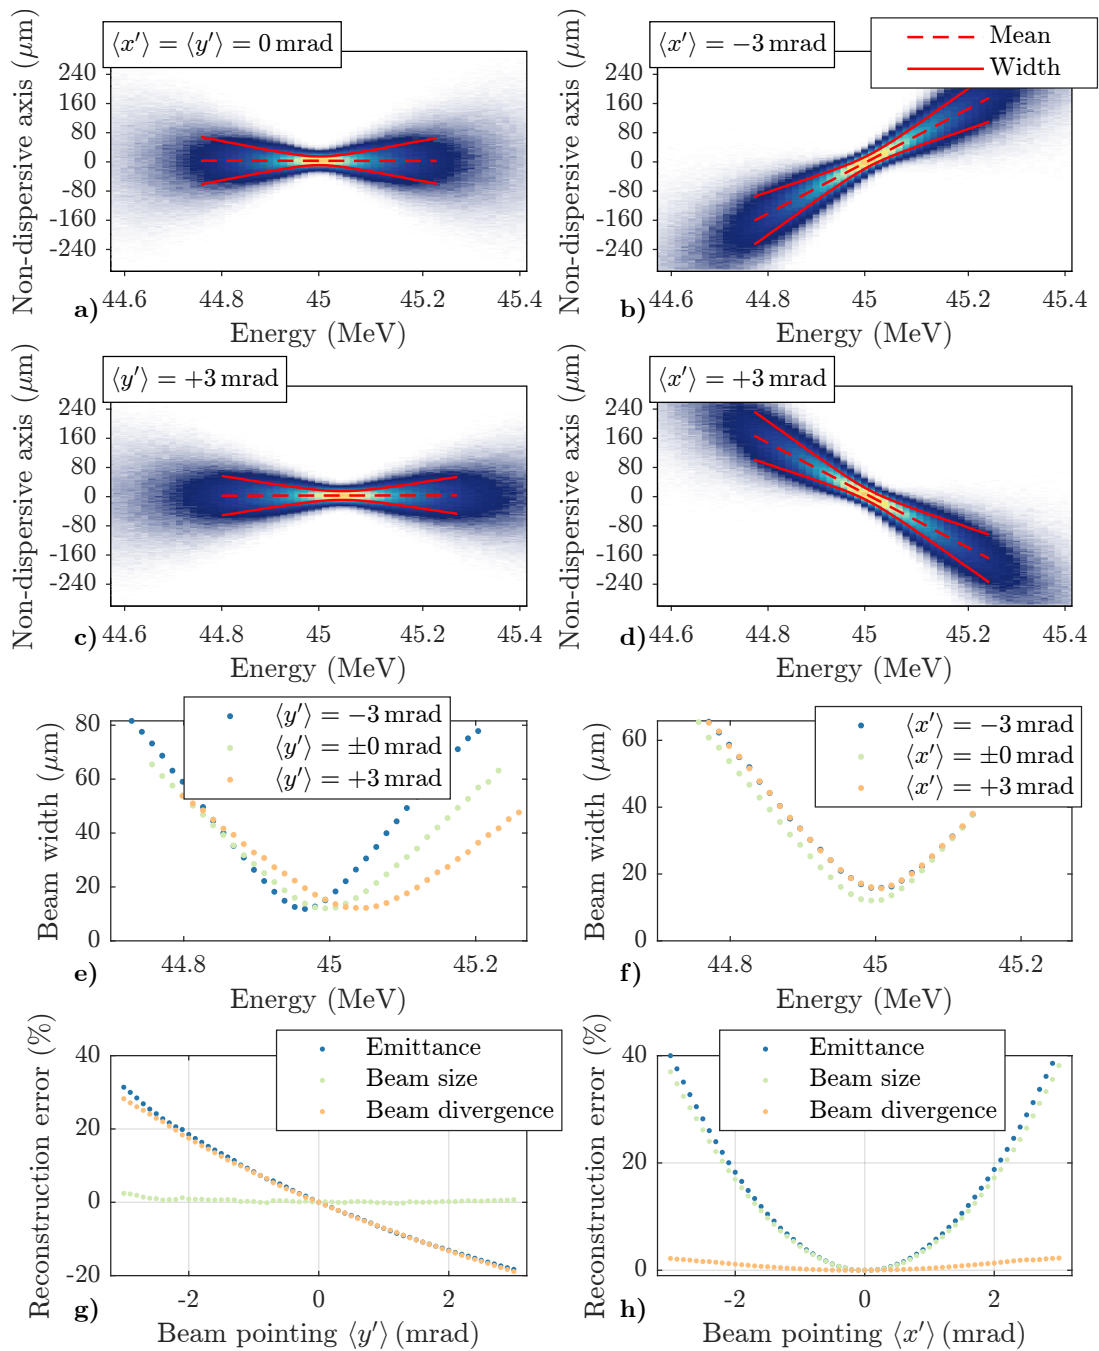 ⟨x′⟩ = ⟨y′⟩ = 0 mrad
Non-dispersive axis (μm)
240
160
80
0
-80
-160
-240
44.6
44.8
45
45.2
45.4
a)
Energy (MeV)
⟨x′⟩ = −3 mrad
Mean
Width
Non-dispersive axis (μm)
240
160
80
0
-80
-160
-240
44.6
44.8
45
45.2
45.4
b)
Energy (MeV)
⟨y′⟩ = +3 mrad
Non-dispersive axis (μm)
240
160
80
0
-80
-160
-240
44.6
44.8
45
45.2
45.4
c)
Energy (MeV)
⟨x′⟩ = +3 mrad
Non-dispersive axis (μm)
240
160
80
0
-80
-160
-240
44.6
44.8
45
45.2
45.4
d)
Energy (MeV)
⟨y′⟩ = −3 mrad
⟨y′⟩ = ±0 mrad
⟨y′⟩ = +3 mrad
Beam width (μm)
80
60
40
20
0
44.8
45
45.2
e)
Energy (MeV)
⟨x′⟩ = −3 mrad
⟨x′⟩ = ±0 mrad
⟨x′⟩ = +3 mrad
Beam width (μm)
60
40
20
0
44.8
45
45.2
f)
Energy (MeV)
Emittance
Beam size
Beam divergence
Reconstruction error (%)
40
20
0
-20
-2
0
2
g)
Beam pointing ⟨y′⟩ (mrad)
Emittance
Beam size
Beam divergence
Reconstruction error (%)
40
20
0
-2
0
2
h)
Beam pointing ⟨x′⟩ (mrad)